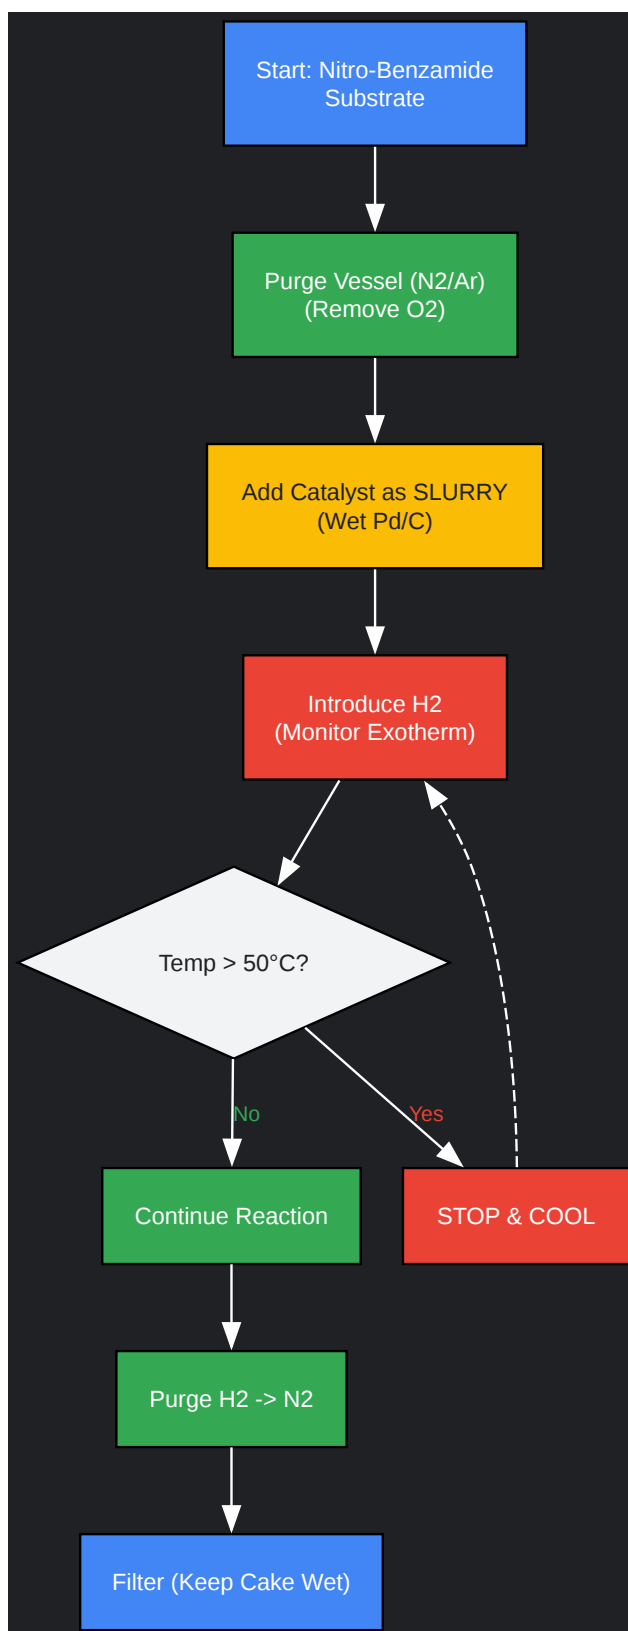 Start: Nitro-Benzamide
Substrate
Purge Vessel (N2/Ar)
(Remove O2)
Add Catalyst as SLURRY
(Wet Pd/C)
Introduce H2
(Monitor Exotherm)
Temp > 50°C?
No
Yes
Continue Reaction
STOP & COOL
Purge H2 -> N2
Filter (Keep Cake Wet)